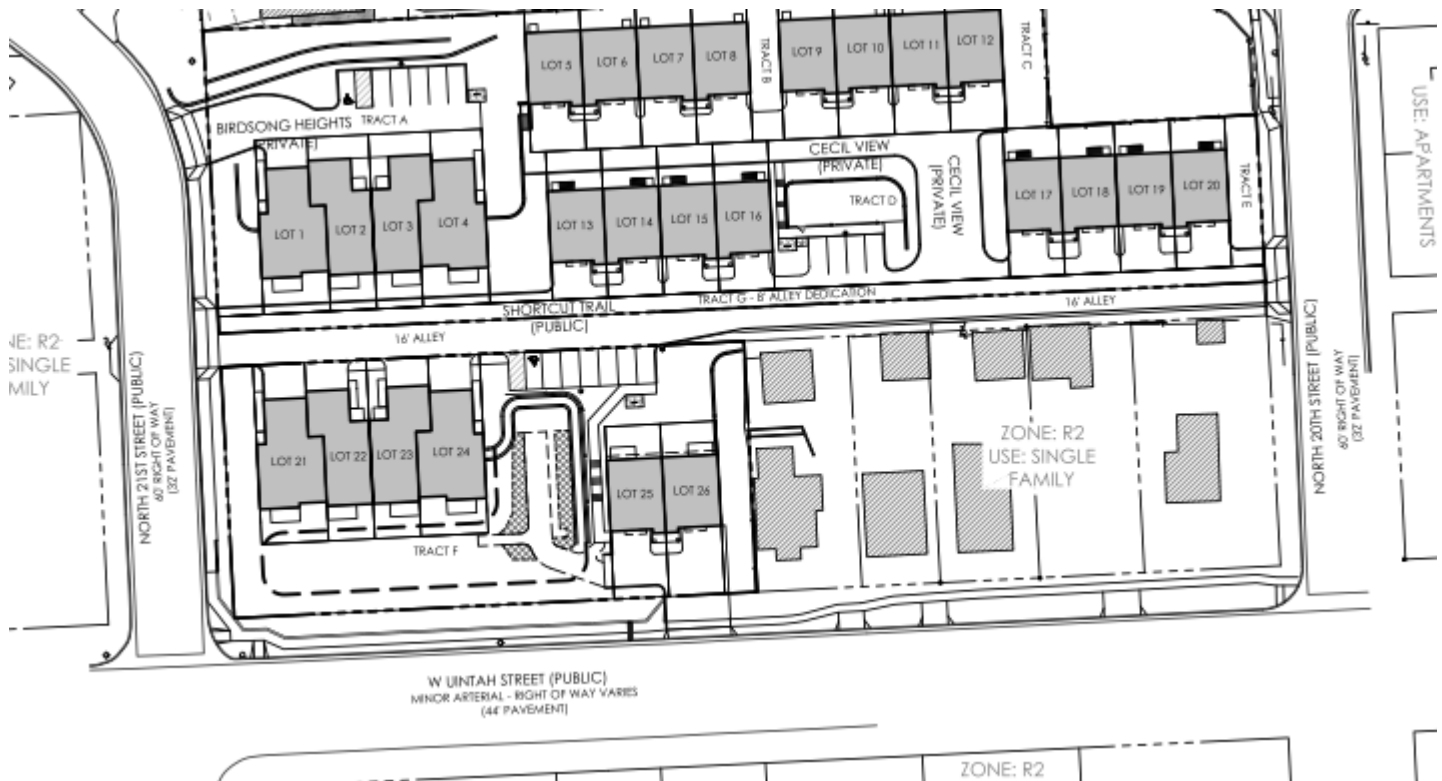 LOT 5
LOT 6
LOT 7
LOT 8
TRACT B
LOT 9
LOT 10
LOT 11
LOT 12
TRACT C
BIRDSONG HEIGHTS
(PRIVATE)
TRACT A
USE: APARTMENTS
CECIL VIEW
(PRIVATE)
CECIL VIEW
(PRIVATE)
LOT 1
LOT 2
LOT 3
LOT 4
LOT 13
LOT 14
LOT 15
LOT 16
TRACT D
LOT 17
LOT 18
LOT 19
LOT 20
TRACT E
SHORTCUT TRAIL
(PUBLIC)
TRACT G - 8' ALLEY DEDICATION
16' ALLEY
16' ALLEY
NE: R2
SINGLE
MILY
NORTH 21ST STREET (PUBLIC)
60' RIGHT OF WAY
(32' PAVEMENT)
NORTH 20TH STREET (PUBLIC)
60' RIGHT OF WAY
(32' PAVEMENT)
LOT 21
LOT 22
LOT 23
LOT 24
LOT 25
LOT 26
ZONE: R2
USE: SINGLE
FAMILY
TRACT F
W UINTAH STREET (PUBLIC)
MINOR ARTERIAL - RIGHT OF WAY VARIES
(44' PAVEMENT)
ZONE: R2